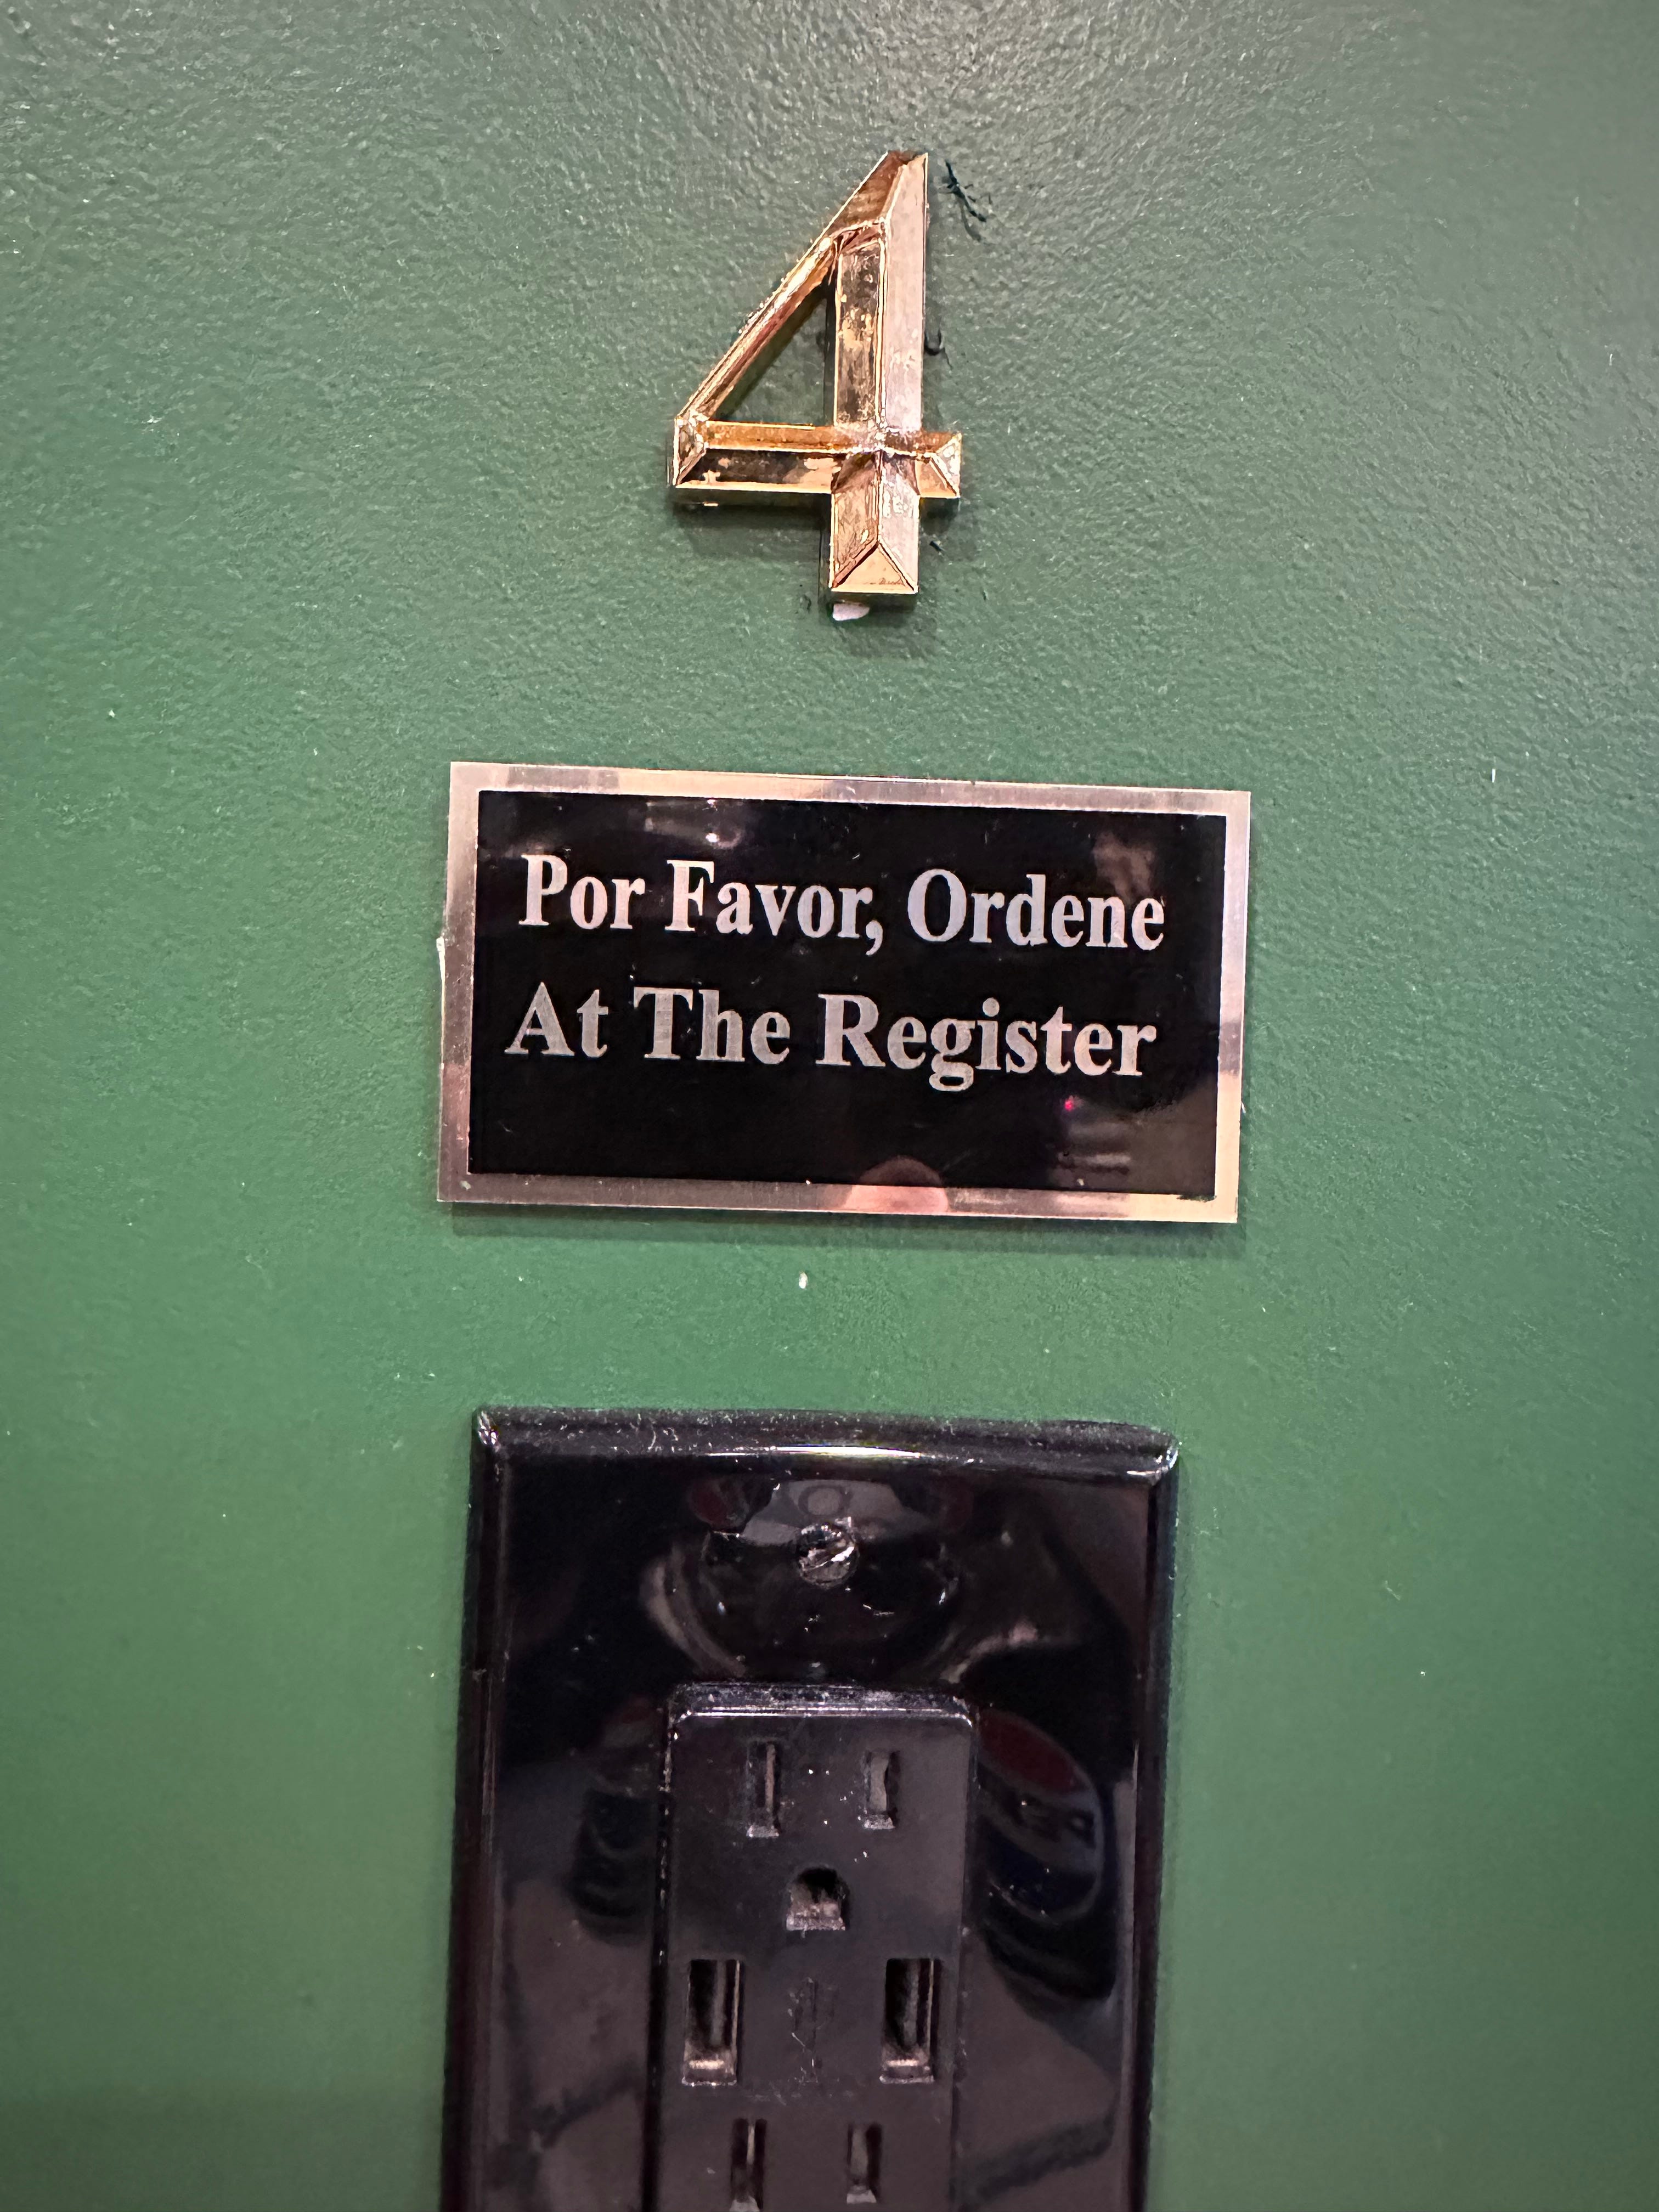 4
Por Favor, Ordene
At The Register